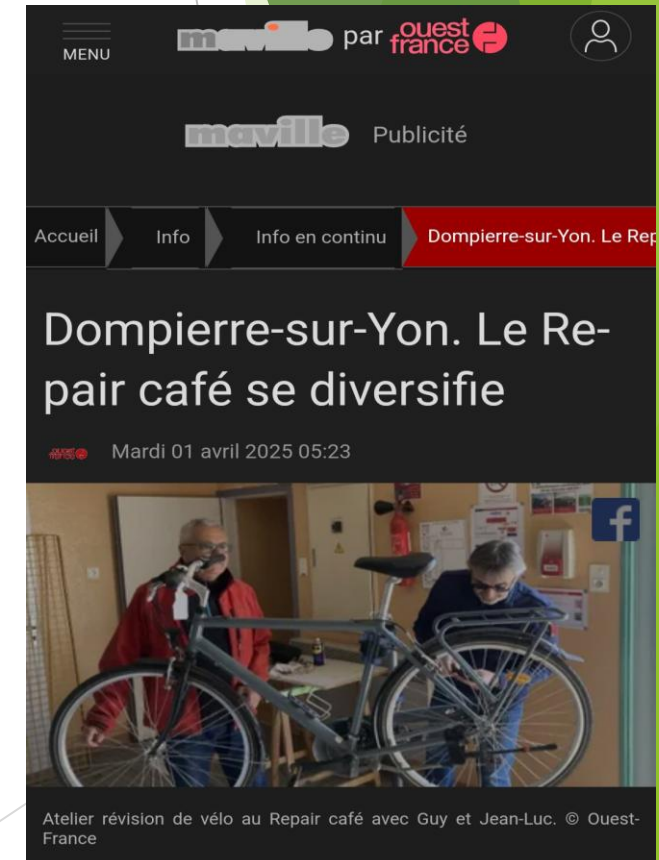 MENU
maville par ouest
france
maville Publicité
Accueil Info Info en continu Dompierre-sur-Yon. Le Rep
Dompierre-sur-Yon. Le Re-
pair café se diversifie
Mardi 01 avril 2025 05:23
f
Atelier révision de vélo au Repair café avec Guy et Jean-Luc. © Ouest-
France